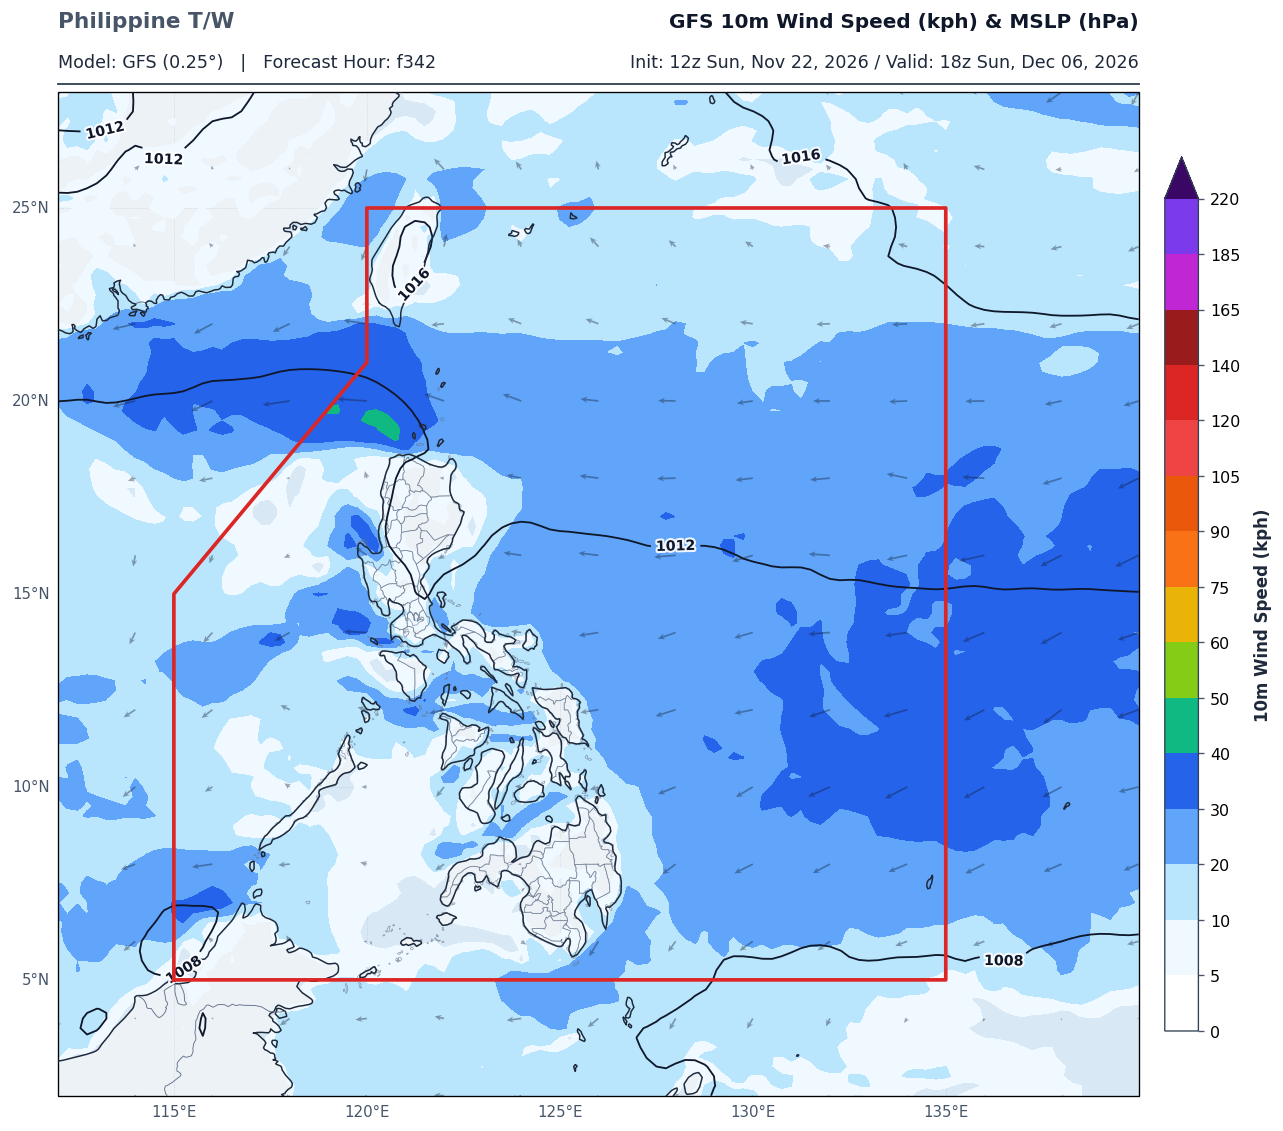 Philippine T/W
GFS 10m Wind Speed (kph) & MSLP (hPa)
Model: GFS (0.25°) | Forecast Hour: f342
Init: 12z Sun, Nov 22, 2026 / Valid: 18z Sun, Dec 06, 2026
1012
1012
1016
1016
1012
1008
1008
25°N
20°N
15°N
10°N
5°N
115°E
120°E
125°E
130°E
135°E
220
185
165
140
120
105
90
75
60
50
40
30
20
10
5
0
10m Wind Speed (kph)